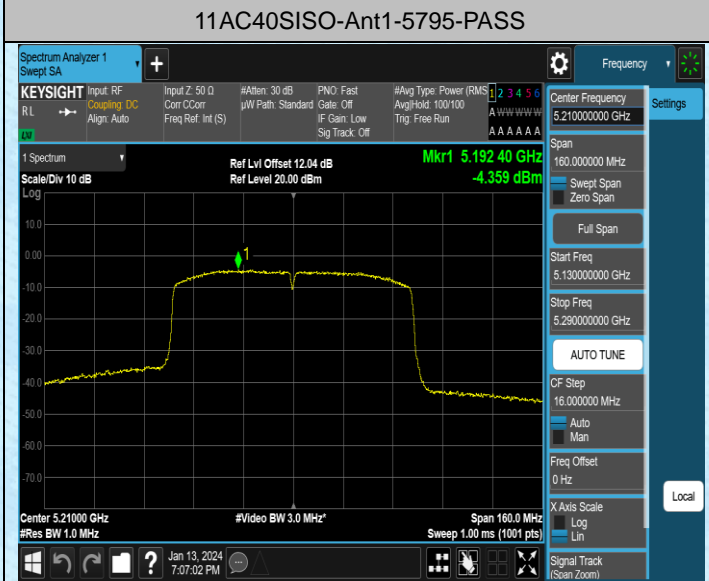 11AC40SISO-Ant1-5795-PASS
Spectrum Analyzer 1
Swept SA
Frequency
KEYSIGHT
RL
LXI
Input: RF
Coupling: DC
Align: Auto
Input Z: 50 Ω
Corr CCorr
Freq Ref: Int (S)
#Atten: 30 dB
µW Path: Standard
PNO: Fast
Gate: Off
IF Gain: Low
Sig Track: Off
#Avg Type: Power (RMS
Avg|Hold: 100/100
Trig: Free Run
1 2 3 4 5 6
A W W W W W
A A A A A A
1 Spectrum
Scale/Div 10 dB
Ref Lvl Offset 12.04 dB
Ref Level 20.00 dBm
Mkr1 5.192 40 GHz
-4.359 dBm
Log
10.0
0.00
-10.0
-20.0
-30.0
-40.0
-50.0
-60.0
-70.0
1
Center 5.21000 GHz
#Res BW 1.0 MHz
#Video BW 3.0 MHz*
Span 160.0 MHz
Sweep 1.00 ms (1001 pts)
Center Frequency
5.210000000 GHz
Settings
Span
160.000000 MHz
Swept Span
Zero Span
Full Span
Start Freq
5.130000000 GHz
Stop Freq
5.290000000 GHz
AUTO TUNE
CF Step
16.000000 MHz
Auto
Man
Freq Offset
0 Hz
X Axis Scale
Log
Lin
Local
Signal Track
(Span Zoom)
Jan 13, 2024
7:07:02 PM